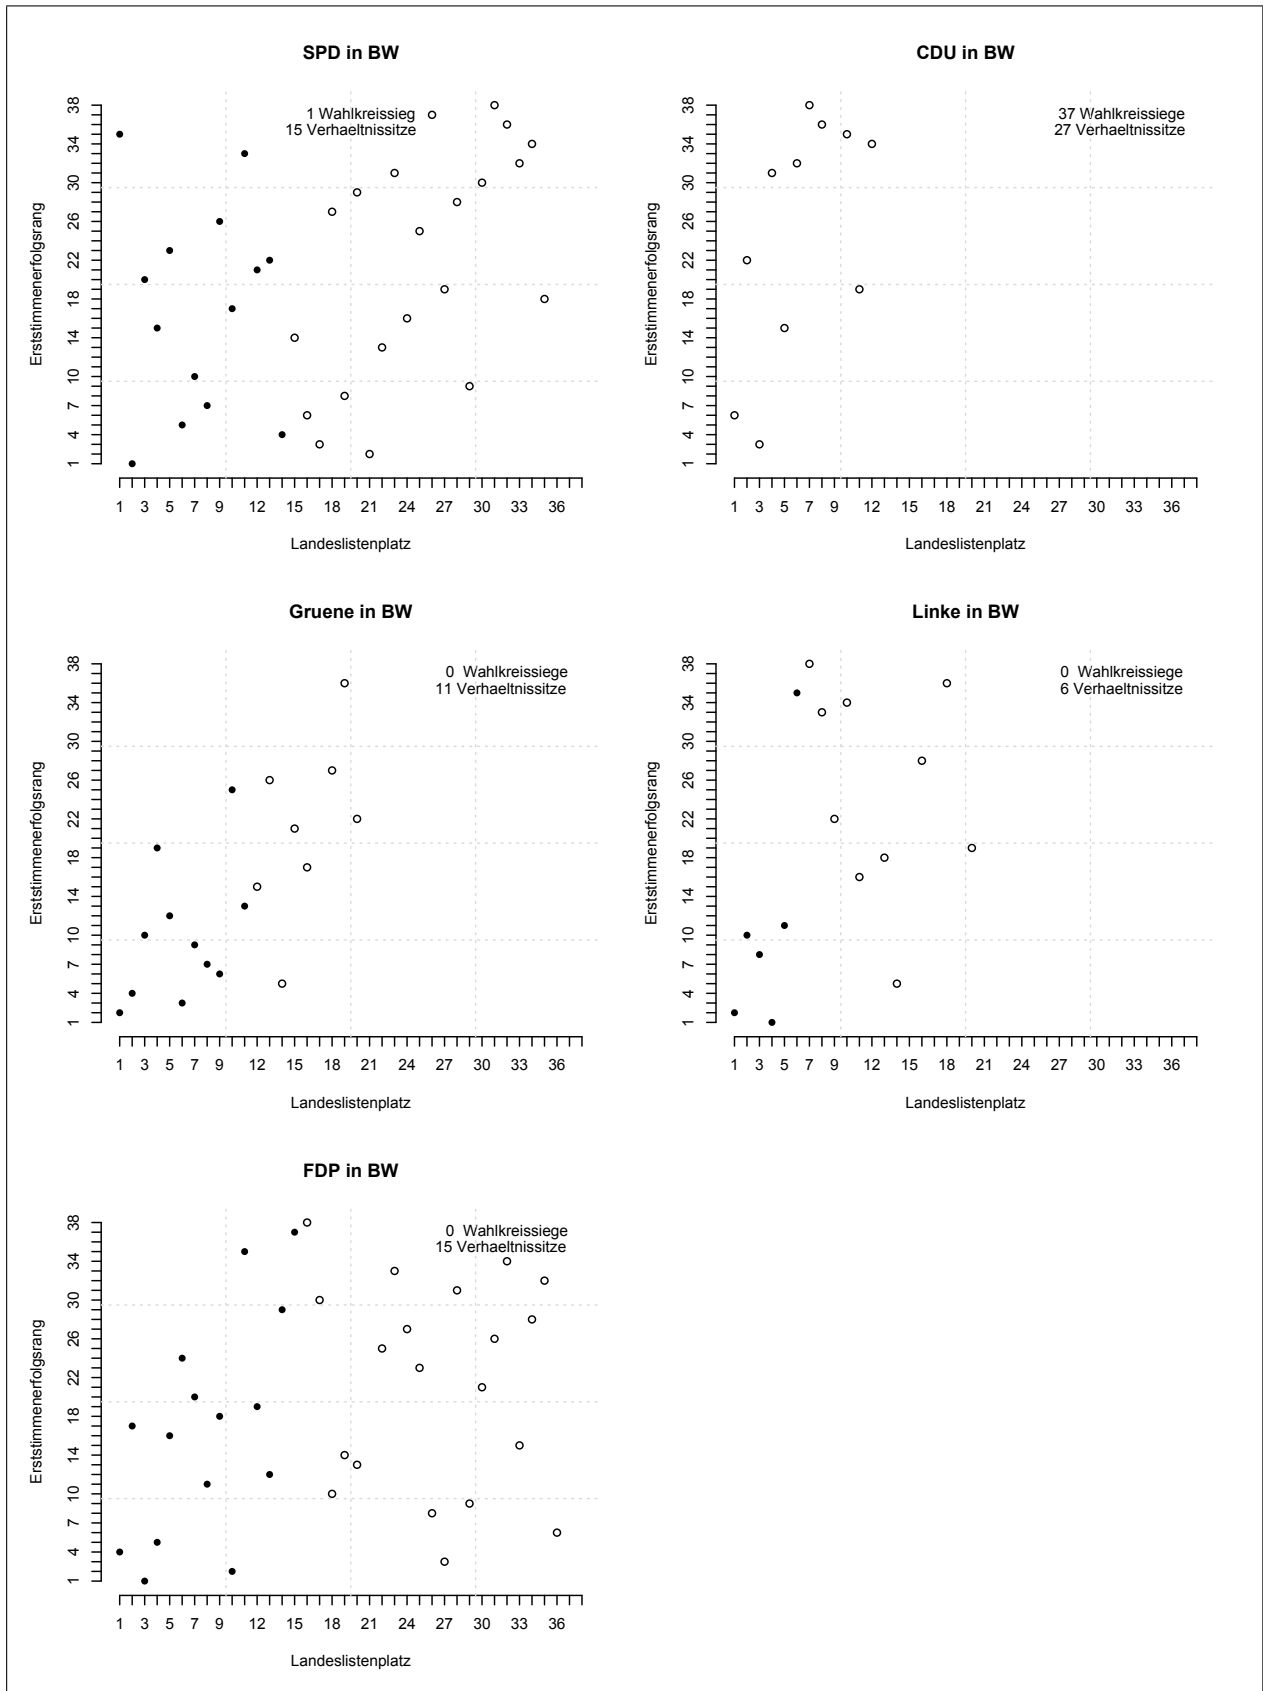 SPD in BW
1 Wahlkreissieg
15 Verhaeltnissitze
Erststimmenerfolgsrang
38
34
30
26
22
18
14
10
7
4
1
1 3 5 7 9 12 15 18 21 24 27 30 33 36
Landeslistenplatz
CDU in BW
37 Wahlkreissiege
27 Verhaeltnissitze
Erststimmenerfolgsrang
38
34
30
26
22
18
14
10
7
4
1
1 3 5 7 9 12 15 18 21 24 27 30 33 36
Landeslistenplatz
Gruene in BW
0 Wahlkreissiege
11 Verhaeltnissitze
Erststimmenerfolgsrang
38
34
30
26
22
18
14
10
7
4
1
1 3 5 7 9 12 15 18 21 24 27 30 33 36
Landeslistenplatz
Linke in BW
0 Wahlkreissiege
6 Verhaeltnissitze
Erststimmenerfolgsrang
38
34
30
26
22
18
14
10
7
4
1
1 3 5 7 9 12 15 18 21 24 27 30 33 36
Landeslistenplatz
FDP in BW
0 Wahlkreissiege
15 Verhaeltnissitze
Erststimmenerfolgsrang
38
34
30
26
22
18
14
10
7
4
1
1 3 5 7 9 12 15 18 21 24 27 30 33 36
Landeslistenplatz